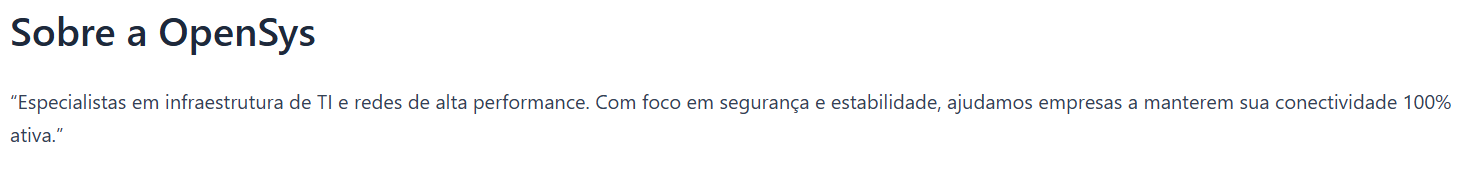 Sobre a OpenSys
“Especialistas em infraestrutura de TI e redes de alta performance. Com foco em segurança e estabilidade, ajudamos empresas a manterem sua conectividade 100%
ativa.”